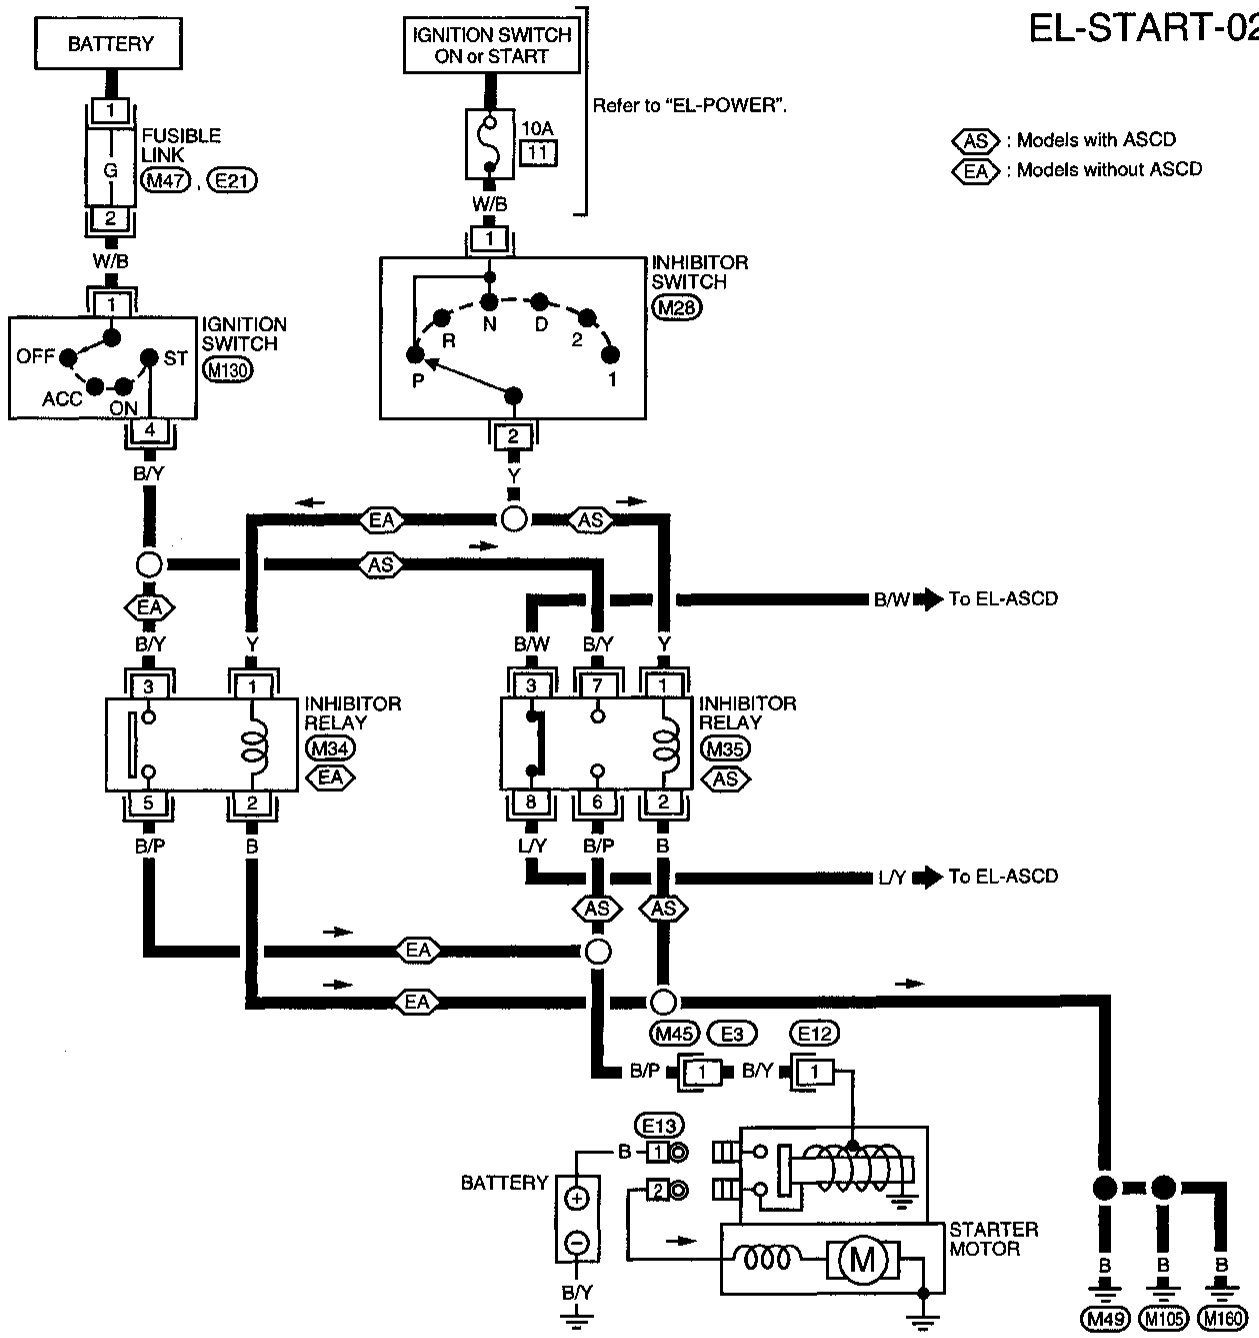 EL-START-02
BATTERY
IGNITION SWITCH
ON or START
Refer to "EL-POWER".
1
FUSIBLE
LINK
G
M47 , E21
2
W/B
10A
11
W/B
AS : Models with ASCD
EA : Models without ASCD
1
IGNITION
SWITCH
M130
OFF
ST
ACC
ON
4
B/Y
1
INHIBITOR
SWITCH
M28
P
R
N
D
2
1
2
Y
EA
AS
AS
EA
B/W
To EL-ASCD
B/Y
Y
B/W
B/Y
Y
3
1
INHIBITOR
RELAY
M34
EA
5
2
B/P
B
3
7
1
INHIBITOR
RELAY
M35
AS
8
6
2
L/Y
B/P
B
L/Y
To EL-ASCD
AS
AS
EA
EA
M45
E3
E12
B/P
1
B/Y
1
E13
B
1
2
BATTERY
+
−
B/Y
M
STARTER
MOTOR
B
B
B
M49
M105
M160